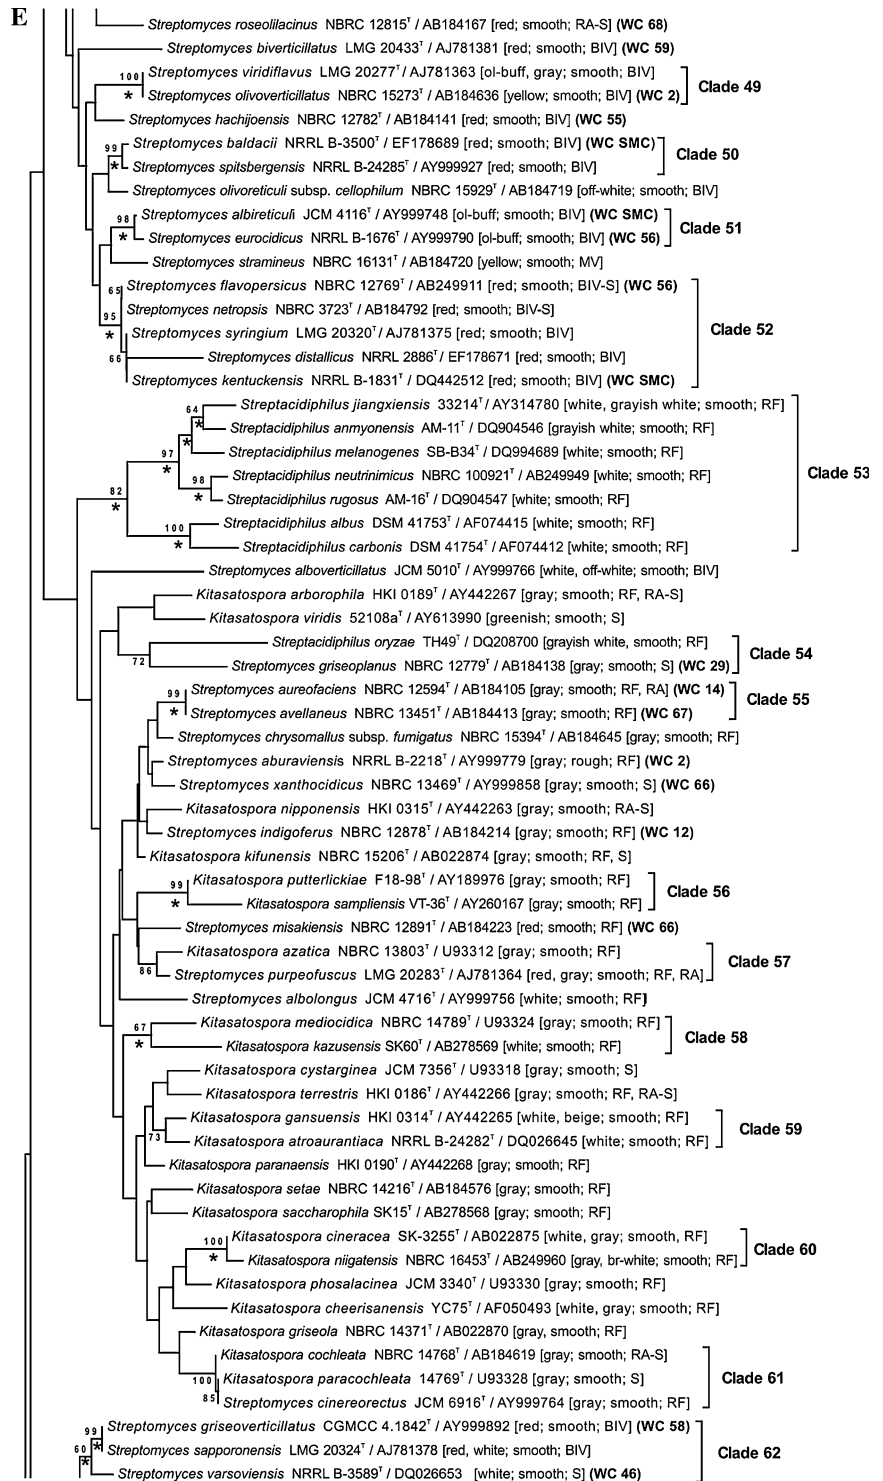 E
Streptomyces roseolilacinus NBRC 12815T / AB184167 [red; smooth, RA-S] (WC 68)
Streptomyces biverticillatus LMG 20433T / AJ781381 [red; smooth; BIV] (WC 59)
Streptomyces viridiflavus LMG 20277T / AJ781363 [ol-buff, gray; smooth; BIV]
100 Clade 49
* Streptomyces olivoverticillatus NBRC 15273T / AB184636 [yellow; smooth; BIV] (WC 2)
Streptomyces hachijoensis NBRC 12782T / AB184141 [red; smooth; BIV] (WC 55)
99 Streptomyces baldacii NRRL B-3500T / EF178689 [red; smooth; BIV] (WC SMC)
Clade 50
* Streptomyces spitsbergensis NRRL B-24285T / AY999927 [red; smooth; BIV]
Streptomyces olivoreticuli subsp. cellophilum NBRC 15929T / AB184719 [off-white; smooth; BIV]
98 Streptomyces albireticuli JCM 4116T / AY999748 [ol-buff; smooth; BIV] (WC SMC)
Clade 51
* Streptomyces eurocidicus NRRL B-1676T / AY999790 [ol-buff; smooth; BIV] (WC 56)
Streptomyces stramineus NBRC 16131T / AB184720 [yellow; smooth; MV]
65 Streptomyces flavopersicus NBRC 12769T / AB249911 [red; smooth; BIV-S] (WC 56)
95 Streptomyces netropsis NBRC 3723T / AB184792 [red; smooth; BIV-S]
* Streptomyces syringium LMG 20320T / AJ781375 [red; smooth; BIV] Clade 52
66 Streptomyces distallicus NRRL 2886T / EF178671 [red; smooth; BIV]
Streptomyces kentuckensis NRRL B-1831T / DQ442512 [red; smooth; BIV] (WC SMC)
64 Streptacidiphilus jiangxiensis 33214T / AY314780 [white, grayish white; smooth; RF]
* Streptacidiphilus anmyonensis AM-11T / DQ904546 [grayish white; smooth; RF]
97 * Streptacidiphilus melanogenes SB-B34T / DQ994689 [white; smooth; RF]
* 98 Streptacidiphilus neutrinimicus NBRC 100921T / AB249949 [white; smooth; RF] Clade 53
82 * Streptacidiphilus rugosus AM-16T / DQ904547 [white; smooth; RF]
* 100 Streptacidiphilus albus DSM 41753T / AF074415 [white; smooth; RF]
* Streptacidiphilus carbonis DSM 41754T / AF074412 [white; smooth; RF]
Streptomyces alboverticillatus JCM 5010T / AY999766 [white, off-white; smooth; BIV]
Kitasatospora arborophila HKI 0189T / AY442267 [gray; smooth; RF, RA-S]
Kitasatospora viridis 52108aT / AY613990 [greenish; smooth; S]
Streptacidiphilus oryzae TH49T / DQ208700 [grayish white, smooth; RF]
72 Clade 54
Streptomyces griseoplanus NBRC 12779T / AB184138 [gray; smooth; S] (WC 29)
99 Streptomyces aureofaciens NBRC 12594T / AB184105 [gray; smooth; RF, RA] (WC 14)
Clade 55
* Streptomyces avellaneus NBRC 13451T / AB184413 [gray; smooth; RF] (WC 67)
Streptomyces chrysomallus subsp. fumigatus NBRC 15394T / AB184645 [gray; smooth; RF]
Streptomyces aburaviensis NRRL B-2218T / AY999779 [gray; rough; RF] (WC 2)
Streptomyces xanthocidicus NBRC 13469T / AY999858 [gray; smooth; S] (WC 66)
Kitasatospora nipponensis HKI 0315T / AY442263 [gray; smooth; RA-S]
Streptomyces indigoferus NBRC 12878T / AB184214 [gray; smooth; RF] (WC 12)
Kitasatospora kifunensis NBRC 15206T / AB022874 [gray; smooth; RF, S]
99 Kitasatospora putterlickiae F18-98T / AY189976 [gray; smooth; RF]
Clade 56
* Kitasatospora sampliensis VT-36T / AY260167 [gray; smooth; RF]
Streptomyces misakiensis NBRC 12891T / AB184223 [red; smooth; RF] (WC 66)
Kitasatospora azatica NBRC 13803T / U93312 [gray; smooth; RF]
86 Clade 57
Streptomyces purpeofuscus LMG 20283T / AJ781364 [red, gray; smooth; RF, RA]
Streptomyces albolongus JCM 4716T / AY999756 [white; smooth; RF]
67 Kitasatospora mediocidica NBRC 14789T / U93324 [gray; smooth; RF]
Clade 58
* Kitasatospora kazusensis SK60T / AB278569 [white; smooth; RF]
Kitasatospora cystarginea JCM 7356T / U93318 [gray; smooth; S]
Kitasatospora terrestris HKI 0186T / AY442266 [gray; smooth; RF, RA-S]
Kitasatospora gansuensis HKI 0314T / AY442265 [white, beige; smooth; RF]
73 Clade 59
Kitasatospora atroaurantiaca NRRL B-24282T / DQ026645 [white; smooth; RF]
Kitasatospora paranaensis HKI 0190T / AY442268 [gray; smooth; RF]
Kitasatospora setae NBRC 14216T / AB184576 [gray; smooth; RF]
Kitasatospora saccharophila SK15T / AB278568 [gray; smooth; RF]
100 Kitasatospora cineracea SK-3255T / AB022875 [white, gray; smooth, RF]
Clade 60
* Kitasatospora niigatensis NBRC 16453T / AB249960 [gray, br-white; smooth; RF]
Kitasatospora phosalacinea JCM 3340T / U93330 [gray; smooth; RF]
Kitasatospora cheerisanensis YC75T / AF050493 [white, gray; smooth; RF]
Kitasatospora griseola NBRC 14371T / AB022870 [gray, smooth; RF]
Kitasatospora cochleata NBRC 14768T / AB184619 [gray; smooth; RA-S]
100 Kitasatospora paracochleata 14769T / U93328 [gray; smooth; S] Clade 61
85 Streptomyces cinereorectus JCM 6916T / AY999764 [gray; smooth; RF]
99 Streptomyces griseoverticillatus CGMCC 4.1842T / AY999892 [red; smooth; BIV] (WC 58)
60 * Streptomyces sapporonensis LMG 20324T / AJ781378 [red, white; smooth; BIV] Clade 62
* Streptomyces varsoviensis NRRL B-3589T / DQ026653 [white; smooth; S] (WC 46)